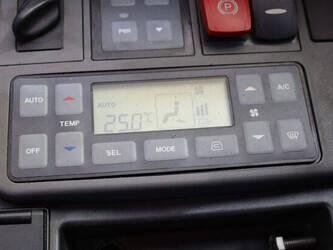 PWR
P
AUTO
AUTO
25.0°C
A/C
TEMP
OFF
SEL
MODE